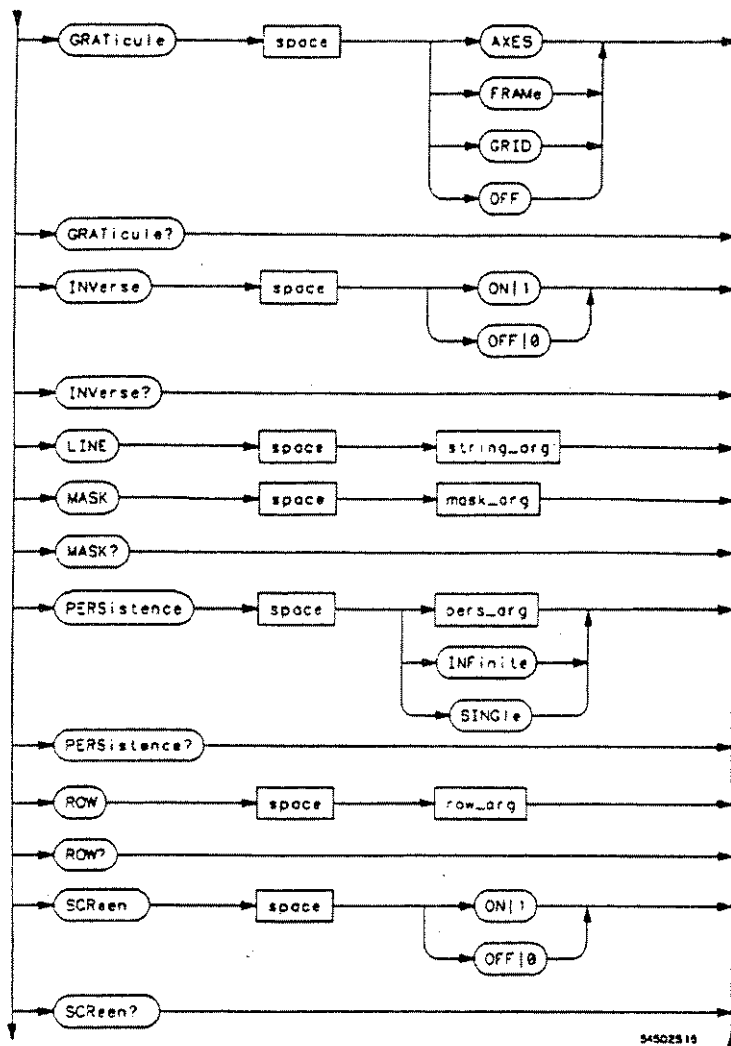 GRATicule space AXES
FRAMe
GRID
OFF
GRATicule?
INVerse space ON|1
OFF|0
INVerse?
LINE space string_arg
MASK space mask_arg
MASK?
PERSistence space pers_arg
INFinite
SINGle
PERSistence?
ROW space row_arg
ROW?
SCReen space ON|1
OFF|0
SCReen?
54502S15